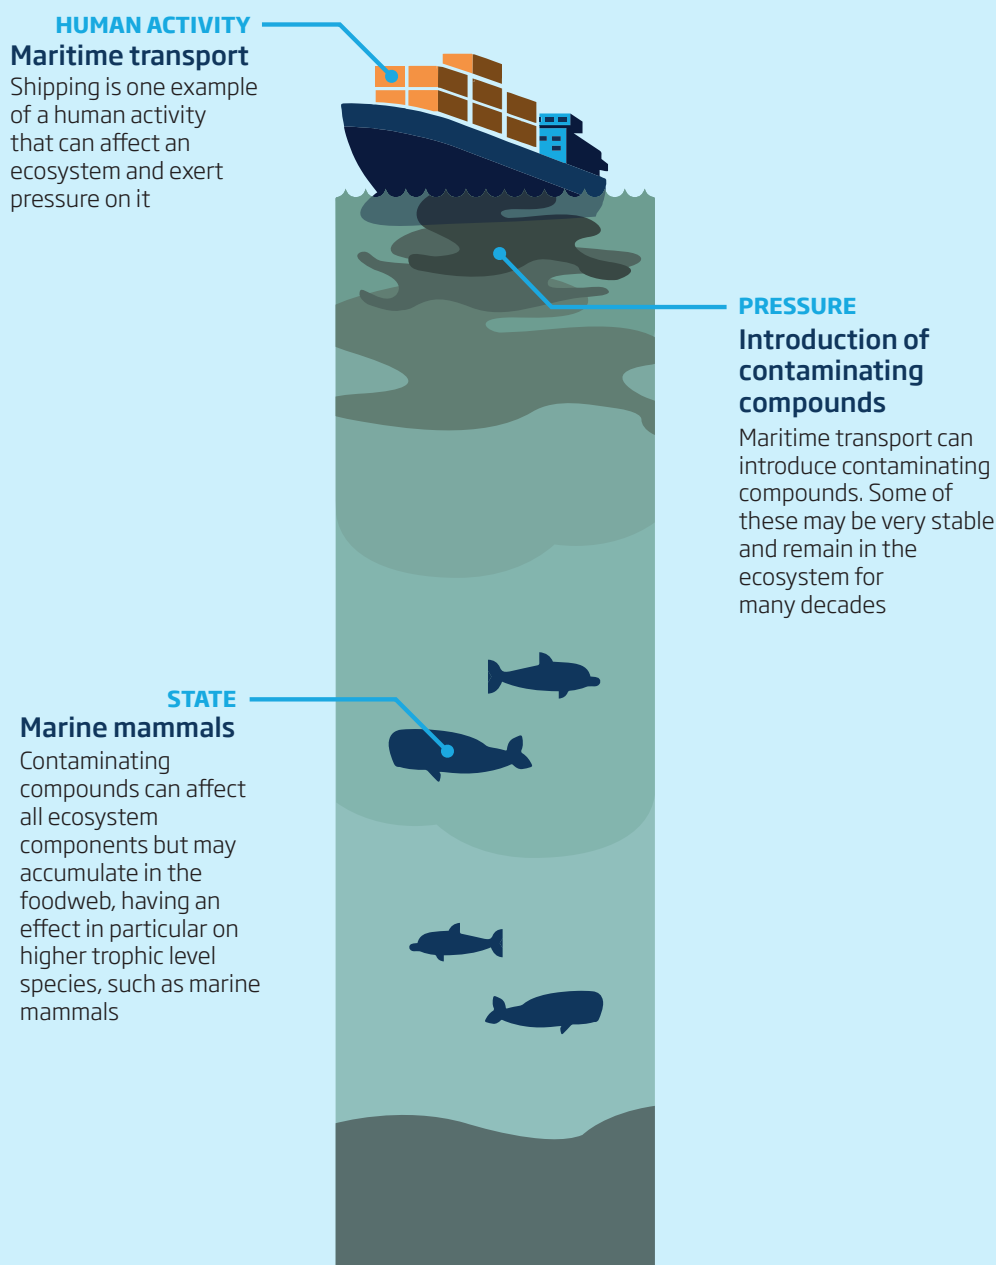 HUMAN ACTIVITY
Maritime transport
Shipping is one example
of a human activity
that can affect an
ecosystem and exert
pressure on it
PRESSURE
Introduction of
contaminating
compounds
Maritime transport can
introduce contaminating
compounds. Some of
these may be very stable
and remain in the
ecosystem for
many decades
STATE
Marine mammals
Contaminating
compounds can affect
all ecosystem
components but may
accumulate in the
foodweb, having an
effect in particular on
higher trophic level
species, such as marine
mammals